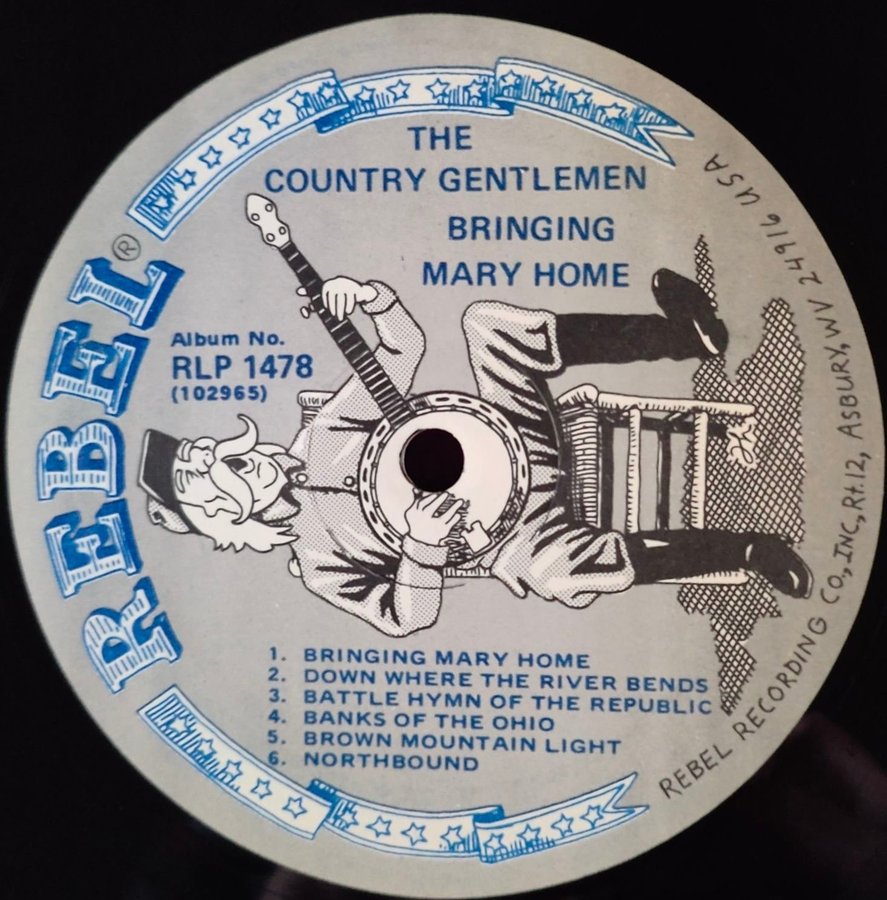 THE
COUNTRY GENTLEMEN
BRINGING
MARY HOME
REBEL®
Album No.
RLP 1478
(102965)
1. BRINGING MARY HOME
2. DOWN WHERE THE RIVER BENDS
3. BATTLE HYMN OF THE REPUBLIC
4. BANKS OF THE OHIO
5. BROWN MOUNTAIN LIGHT
6. NORTHBOUND
REBEL RECORDING CO., INC, Rt. 12, ASBURY, WV 24916 USA